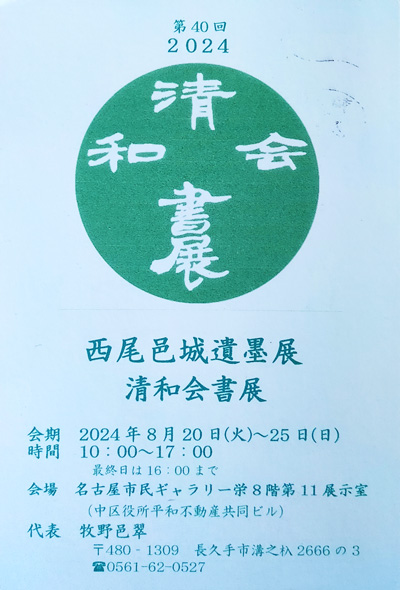 第40回
2024
清
和 会
書展
西尾邑城遺墨展
清和会書展
会期 2024年8月20日(火)〜25日(日)
時間 10：00〜17：00
最終日は16：00まで
会場 名古屋市民ギャラリー栄8階第11展示室
(中区役所平和不動産共同ビル)
代表 牧野邑翠
〒480-1309 長久手市溝之杁2666の3
☎0561-62-0527